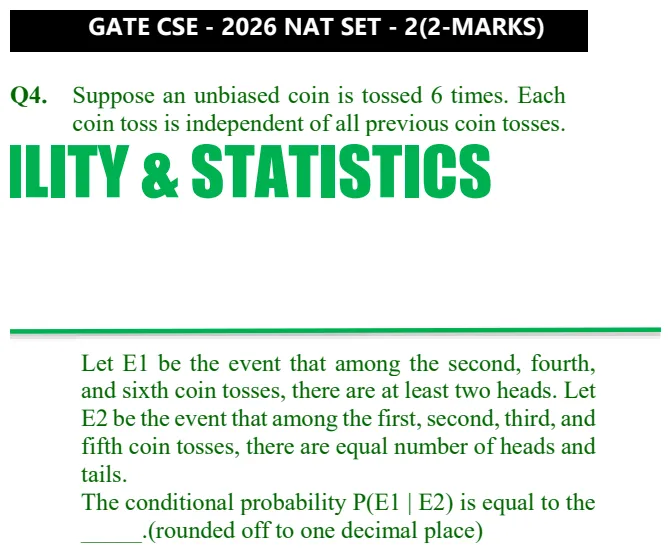 GATE CSE - 2026 NAT SET - 2(2-MARKS)
Q4. Suppose an unbiased coin is tossed 6 times. Each
coin toss is independent of all previous coin tosses.
ILITY & STATISTICS
Let E1 be the event that among the second, fourth,
and sixth coin tosses, there are at least two heads. Let
E2 be the event that among the first, second, third, and
fifth coin tosses, there are equal number of heads and
tails.
The conditional probability P(E1 | E2) is equal to the
_____.(rounded off to one decimal place)